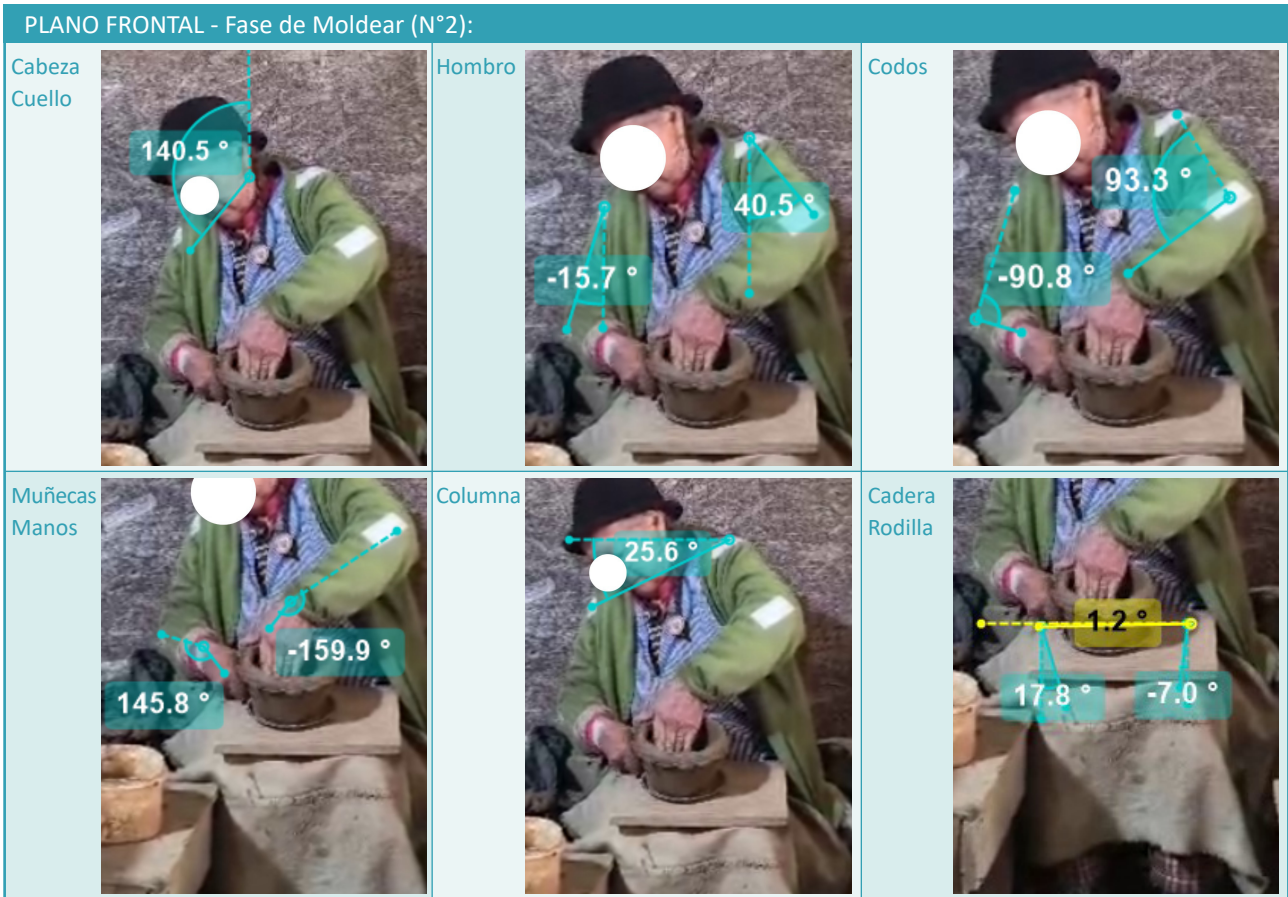 PLANO FRONTAL - Fase de Moldear (N°2):
Cabeza
Cuello
140.5 °
Hombro
40.5 °
-15.7 °
Codos
93.3 °
-90.8 °
Muñecas
Manos
-159.9 °
145.8 °
Columna
25.6 °
Cadera
Rodilla
1.2 °
17.8 °
-7.0 °